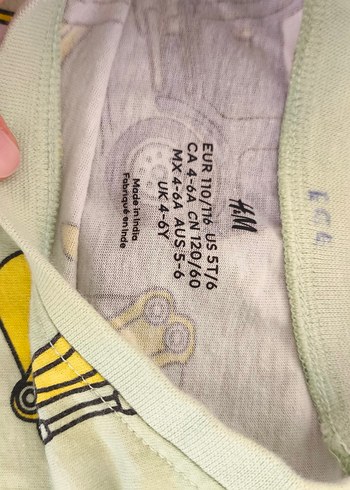 H&M
EUR 110/116 US 5T/6
CA 4-6A CN 120/60
MX 4-6A AUS 5-6
UK 4-6Y
Made in India
Fabriqué en Inde